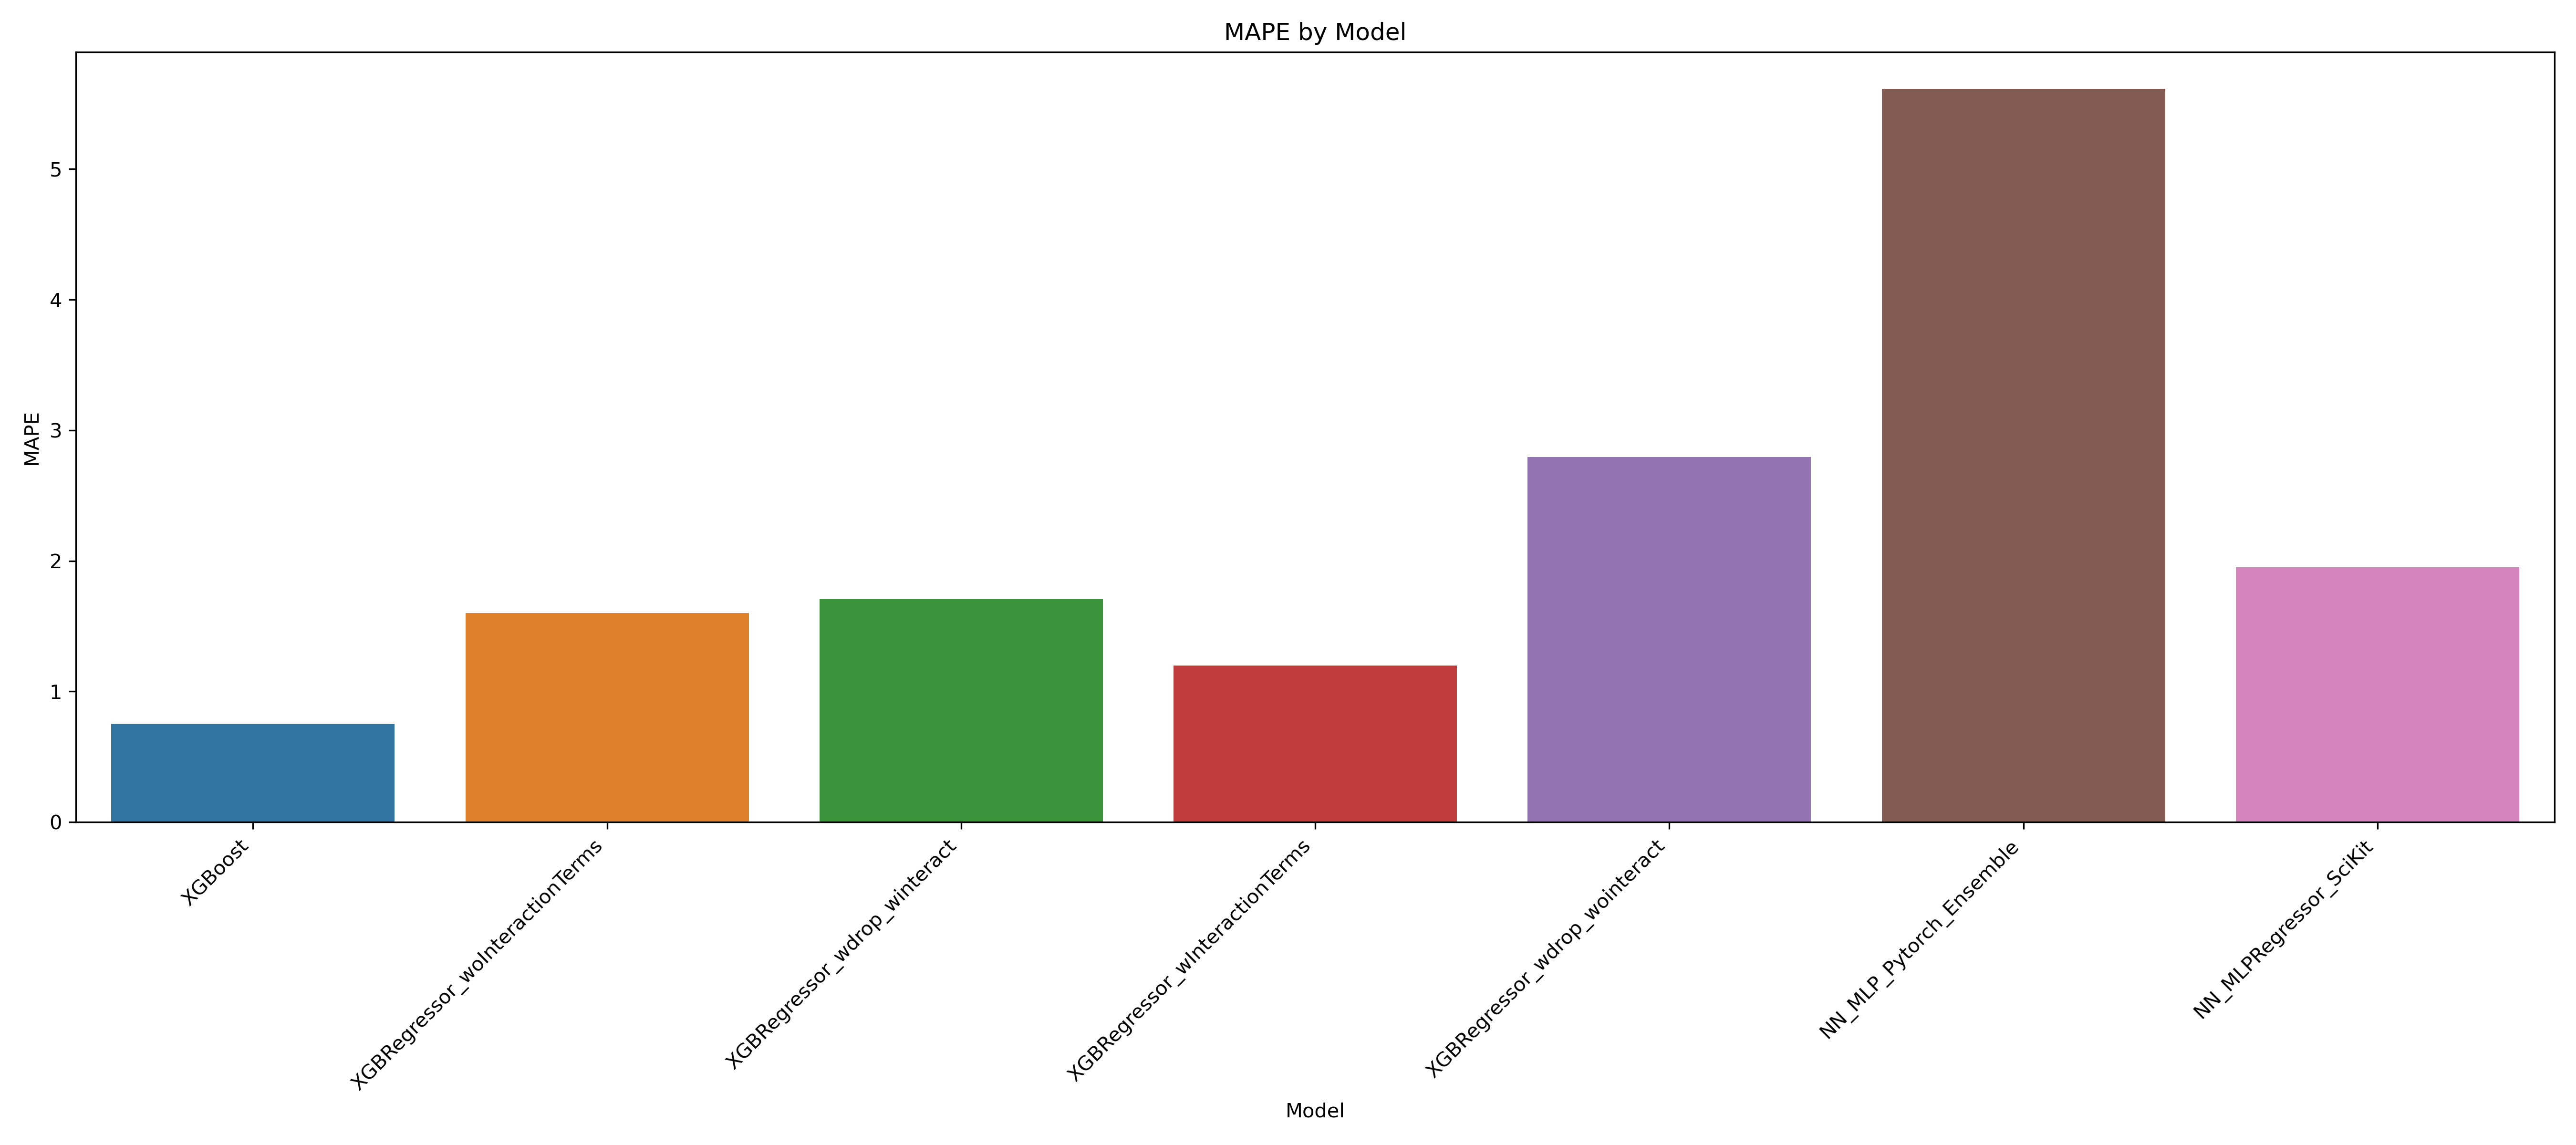 MAPE by Model
MAPE
5
4
3
2
1
0
XGBoost
XGBRegressor_woInteractionTerms
XGBRegressor_wdrop_winteract
XGBRegressor_wInteractionTerms
XGBRegressor_wdrop_wointeract
NN_MLP_Pytorch_Ensemble
NN_MLPRegressor_SciKit
Model